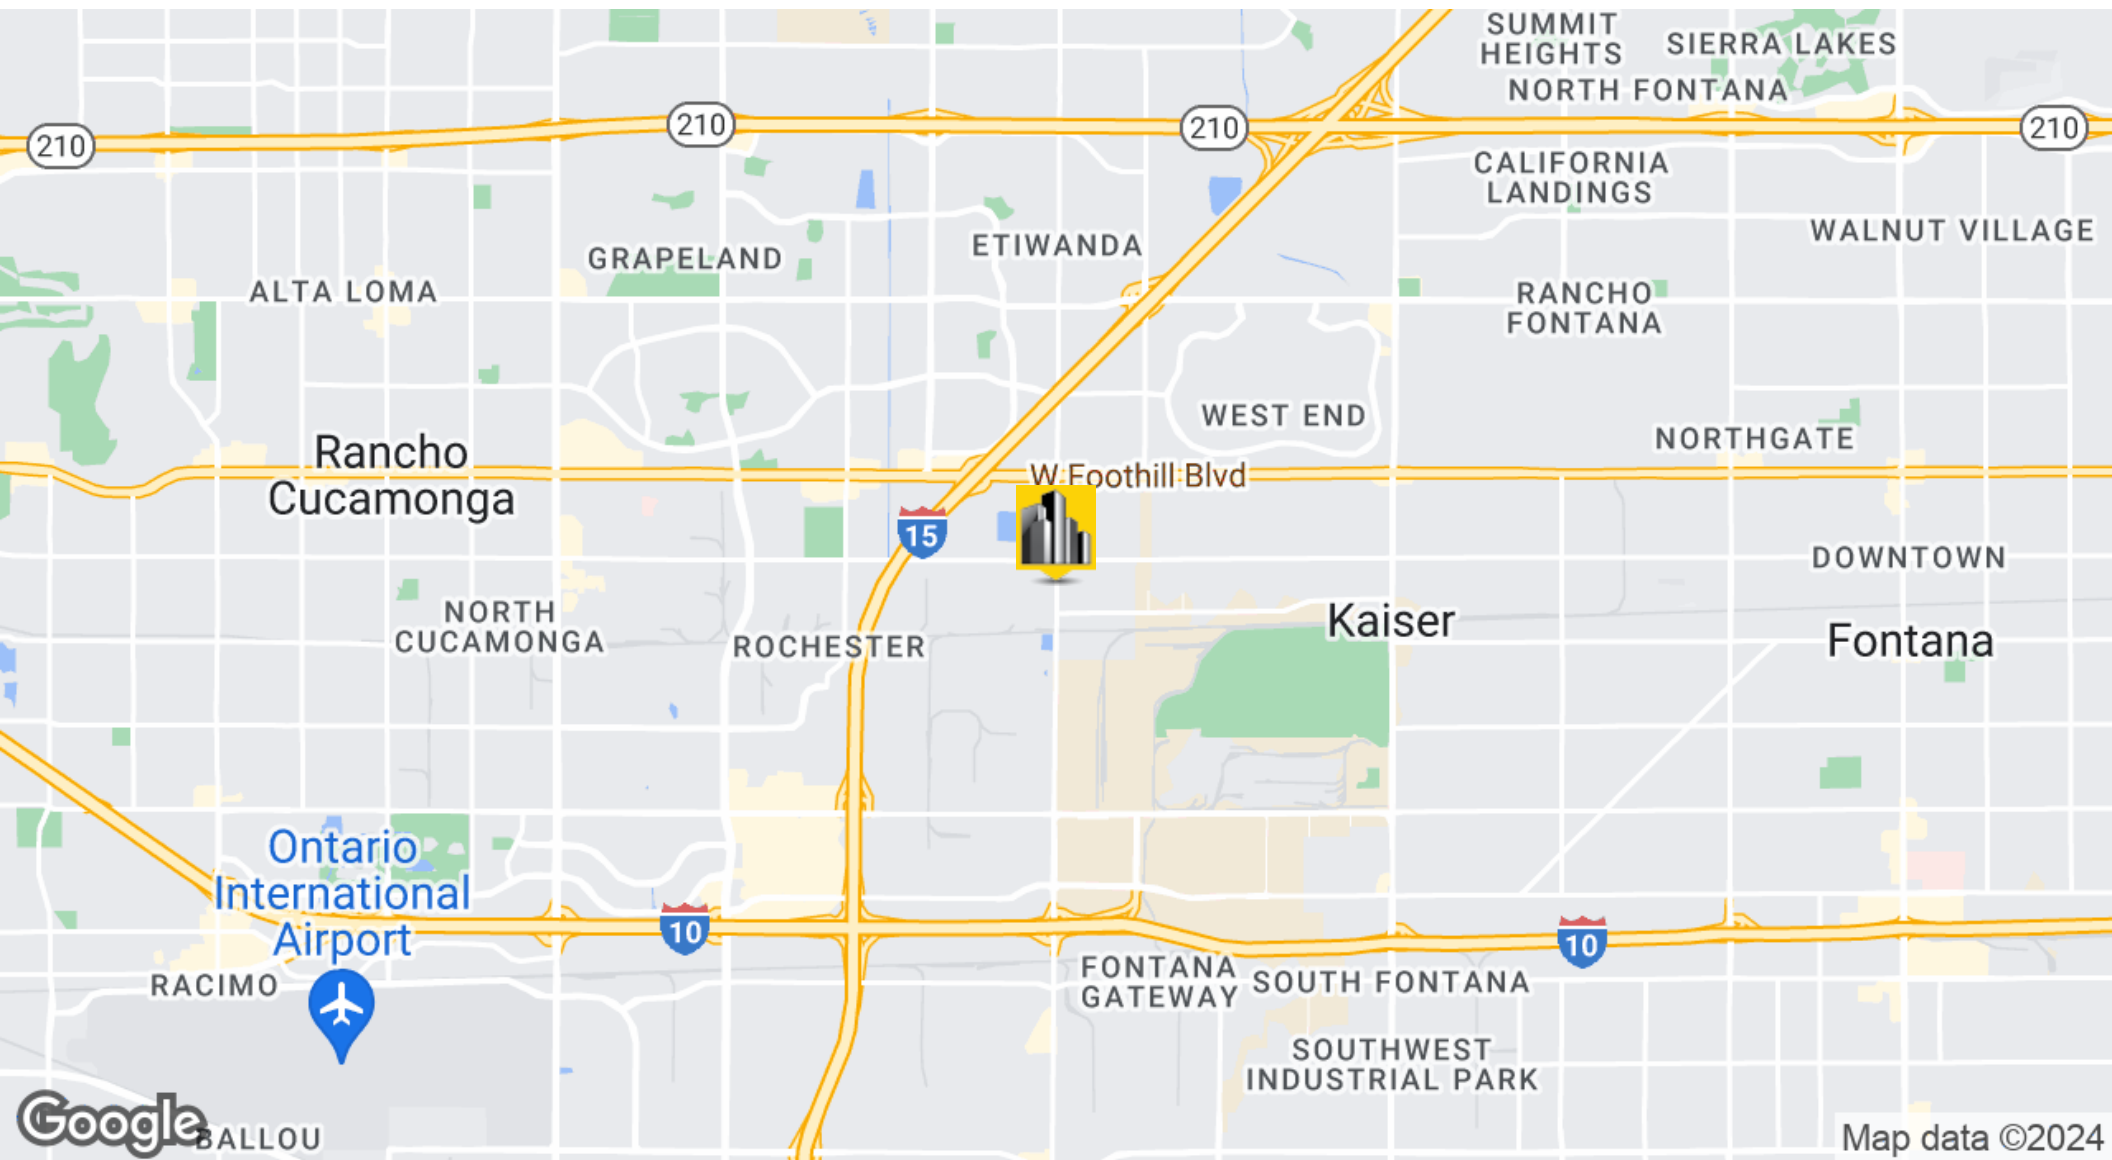 SUMMIT
HEIGHTS
SIERRA LAKES
NORTH FONTANA
210
210
210
210
CALIFORNIA
LANDINGS
WALNUT VILLAGE
GRAPELAND
ETIWANDA
ALTA LOMA
RANCHO
FONTANA
WEST END
NORTHGATE
Rancho
Cucamonga
W Foothill Blvd
15
DOWNTOWN
NORTH
CUCAMONGA
ROCHESTER
Kaiser
Fontana
Ontario
International
Airport
10
10
RACIMO
FONTANA
GATEWAY
SOUTH FONTANA
SOUTHWEST
INDUSTRIAL PARK
Google
BALLOU
Map data ©2024